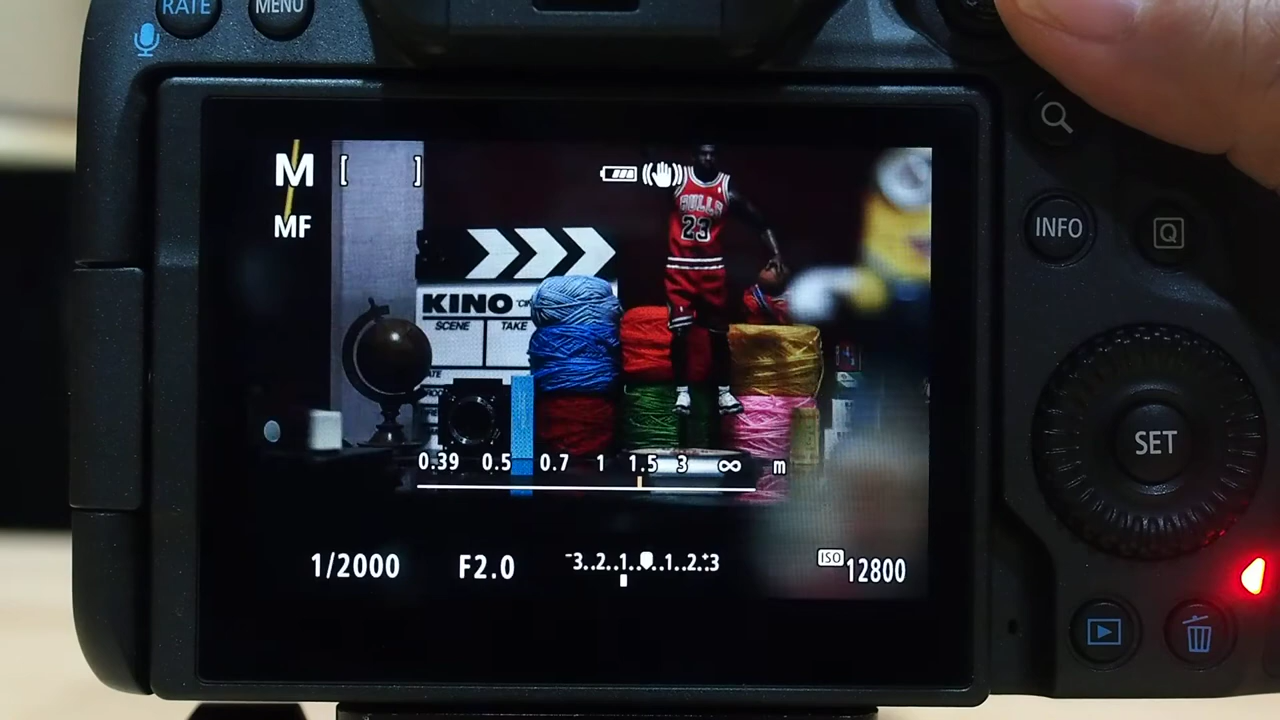 RATE
MENU
M
[ ]
MF
BULLS
23
KINO
SCENE
TAKE
0.39 0.5 0.7 1 1.5 3 ∞ m
1/2000
F2.0
-3..2..1..0..1..2..+3
ISO
12800
INFO
Q
SET